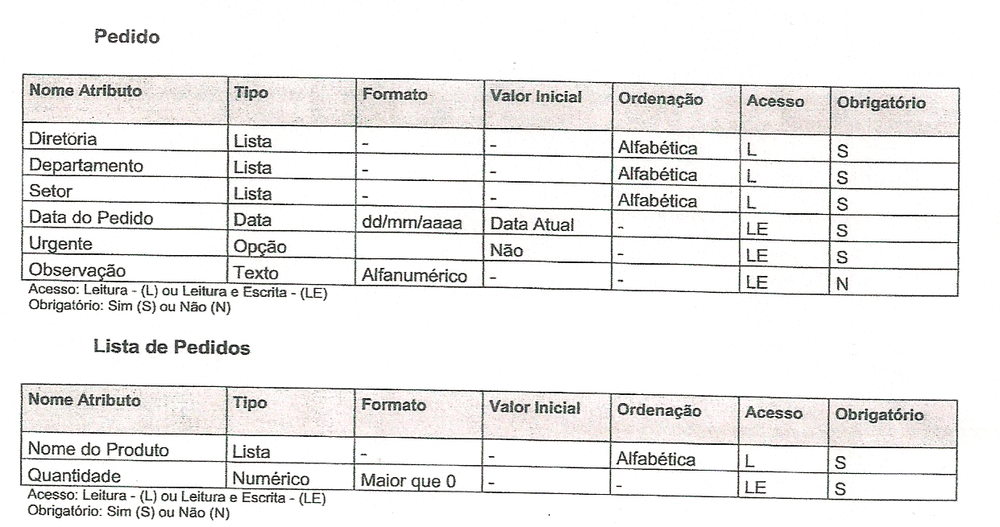 Pedido
Nome Atributo Tipo Formato Valor Inicial Ordenação Acesso Obrigatório
Diretoria Lista - - Alfabética L S
Departamento Lista - - Alfabética L S
Setor Lista - - Alfabética L S
Data do Pedido Data dd/mm/aaaa Data Atual - LE S
Urgente Opção Não - LE S
Observação Texto Alfanumérico - - LE N
Acesso: Leitura - (L) ou Leitura e Escrita - (LE)
Obrigatório: Sim (S) ou Não (N)
Lista de Pedidos
Nome Atributo Tipo Formato Valor Inicial Ordenação Acesso Obrigatório
Nome do Produto Lista - - Alfabética L S
Quantidade Numérico Maior que 0 - - LE S
Acesso: Leitura - (L) ou Leitura e Escrita - (LE)
Obrigatório: Sim (S) ou Não (N)